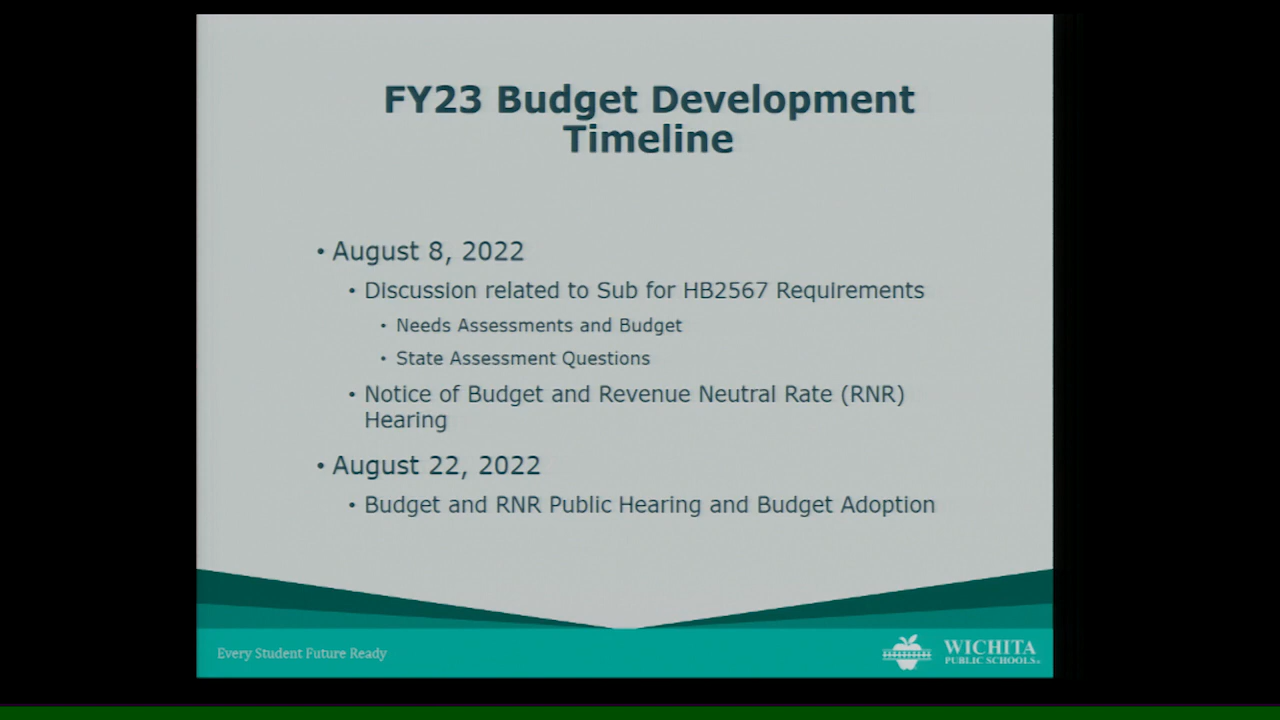 FY23 Budget Development
Timeline
• August 8, 2022
• Discussion related to Sub for HB2567 Requirements
• Needs Assessments and Budget
• State Assessment Questions
• Notice of Budget and Revenue Neutral Rate (RNR)
Hearing
• August 22, 2022
• Budget and RNR Public Hearing and Budget Adoption
Every Student Future Ready
WICHITA
PUBLIC SCHOOLS